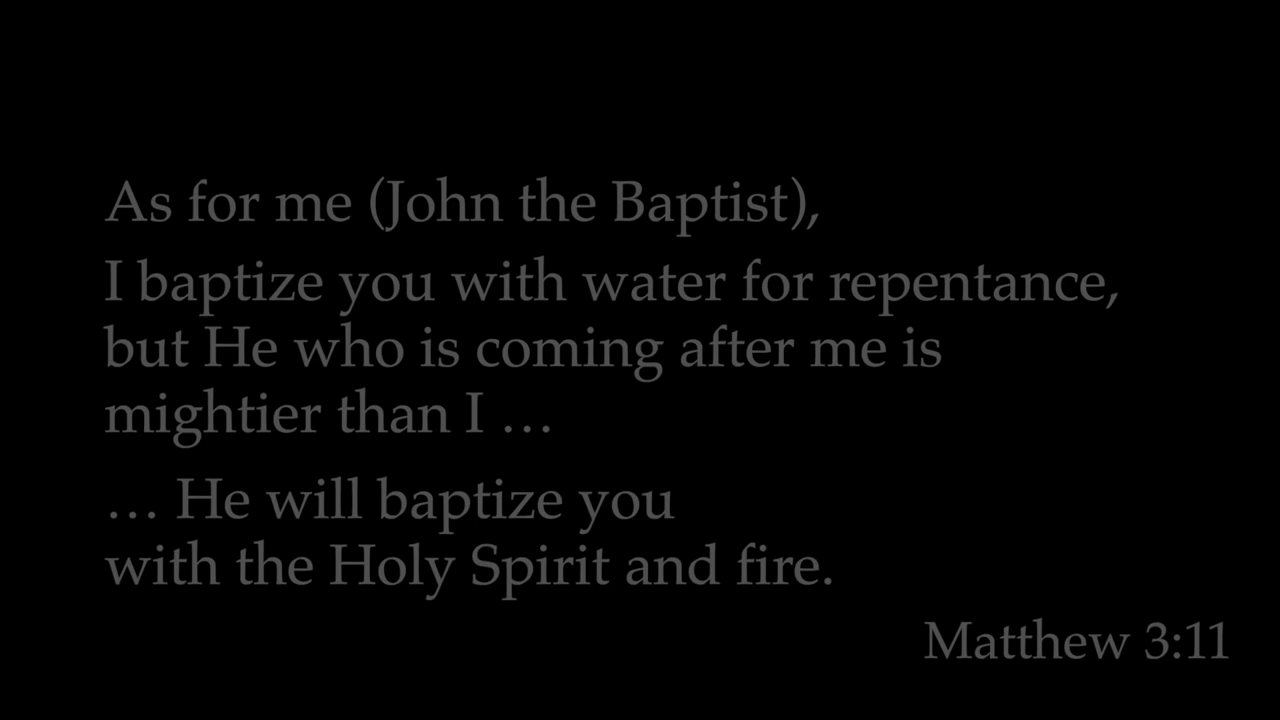 As for me (John the Baptist),
I baptize you with water for repentance,
but He who is coming after me is
mightier than I …
… He will baptize you
with the Holy Spirit and fire.
Matthew 3:11